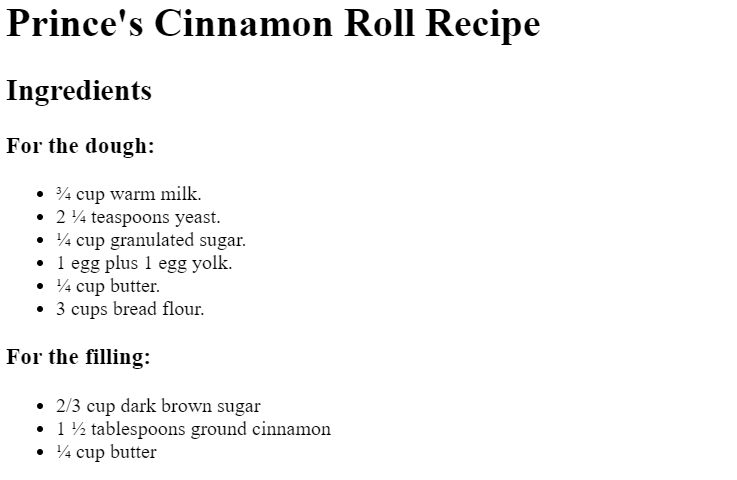 Prince's Cinnamon Roll Recipe
Ingredients
For the dough:
• ¾ cup warm milk.
• 2 ¼ teaspoons yeast.
• ¼ cup granulated sugar.
• 1 egg plus 1 egg yolk.
• ¼ cup butter.
• 3 cups bread flour.
For the filling:
• 2/3 cup dark brown sugar
• 1 ½ tablespoons ground cinnamon
• ¼ cup butter